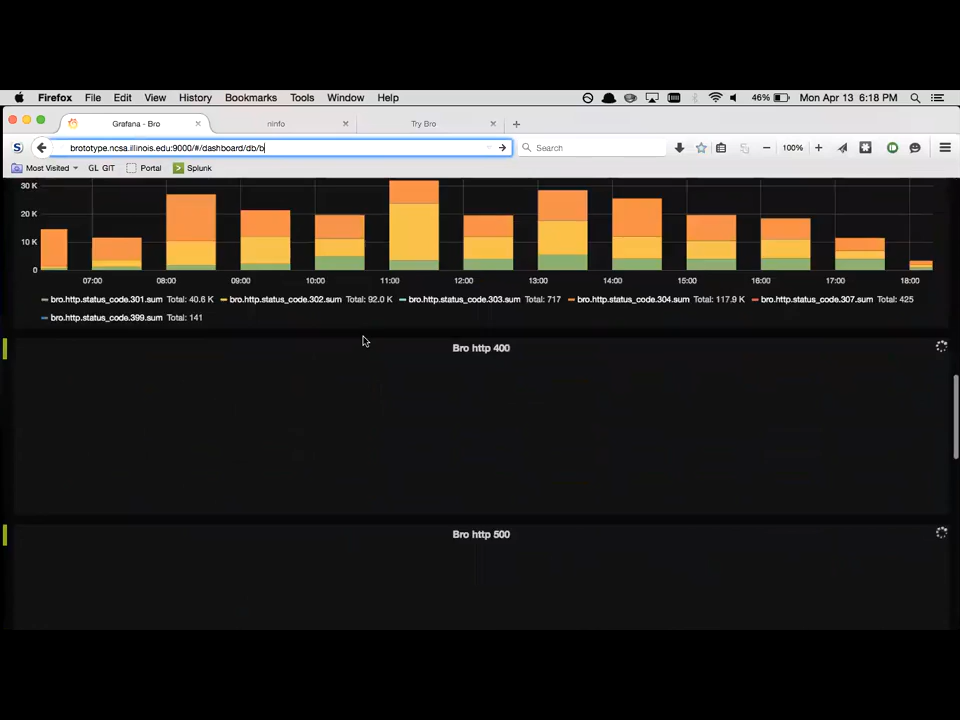 Firefox File Edit View History Bookmarks Tools Window Help 46% Mon Apr 13 6:18 PM
Grafana - Bro ninfo Try Bro
brototype.ncsa.illinois.edu:9000/#/dashboard/db/b Search 100%
Most Visited GL GIT Portal Splunk
30 K
20 K
10 K
0
07:00 08:00 09:00 10:00 11:00 12:00 13:00 14:00 15:00 16:00 17:00 18:00
bro.http.status_code.301.sum Total: 40.6 K bro.http.status_code.302.sum Total: 92.0 K bro.http.status_code.303.sum Total: 717 bro.http.status_code.304.sum Total: 117.9 K bro.http.status_code.307.sum Total: 425
bro.http.status_code.399.sum Total: 141
Bro http 400
Bro http 500